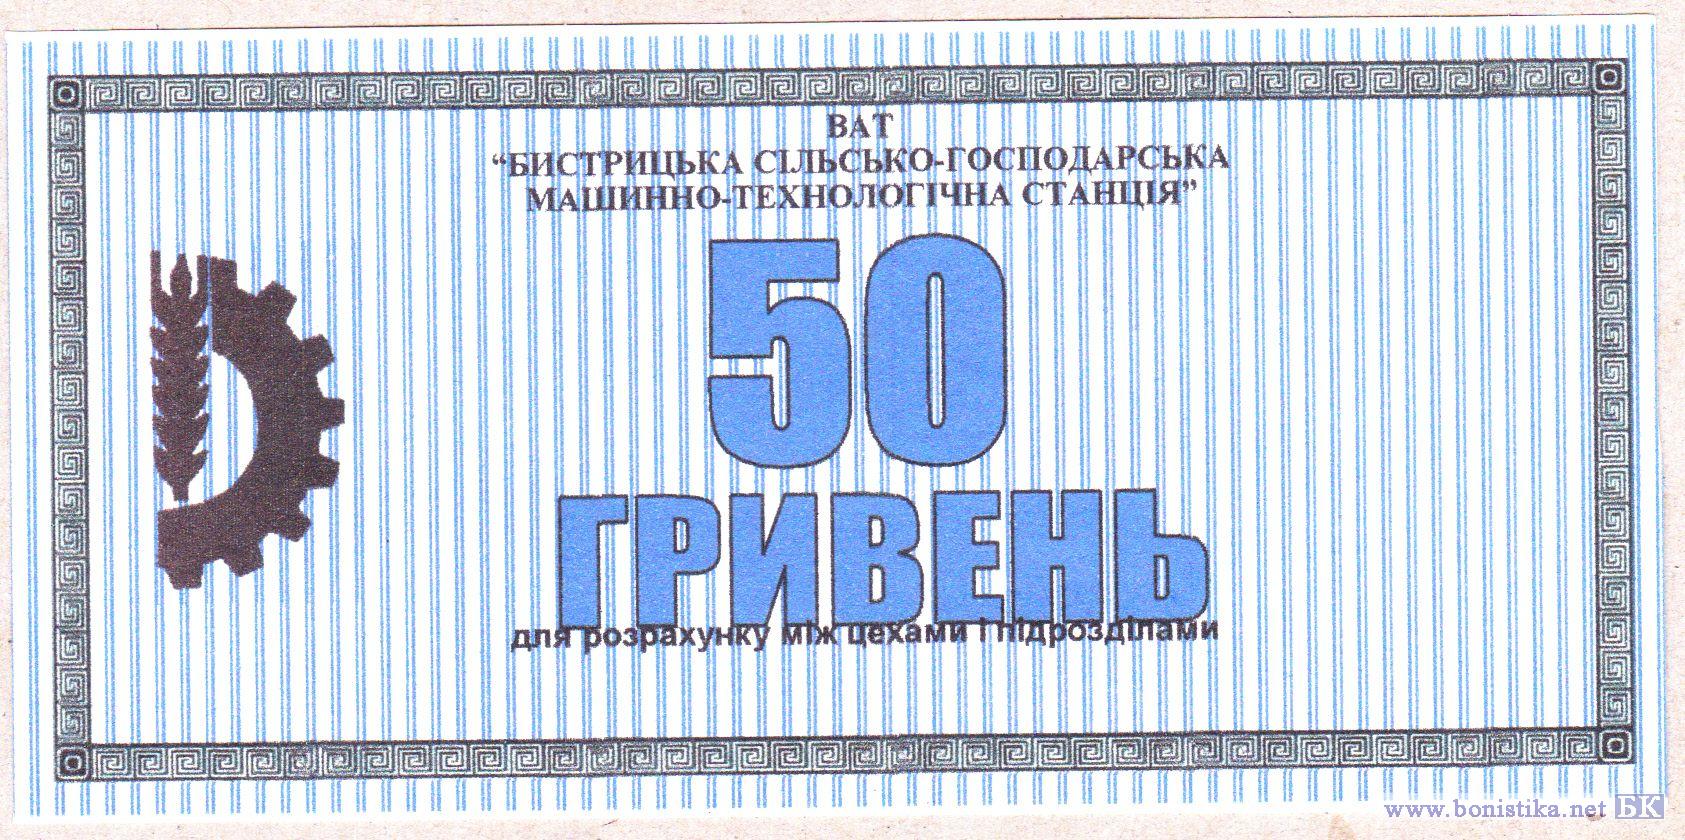 ВАТ
“БИСТРИЦЬКА СІЛЬСЬКО-ГОСПОДАРСЬКА
МАШИННО-ТЕХНОЛОГІЧНА СТАНЦІЯ”
50
ГРИВЕНЬ
для розрахунку між цехами і підрозділами
www.bonistika.net БК